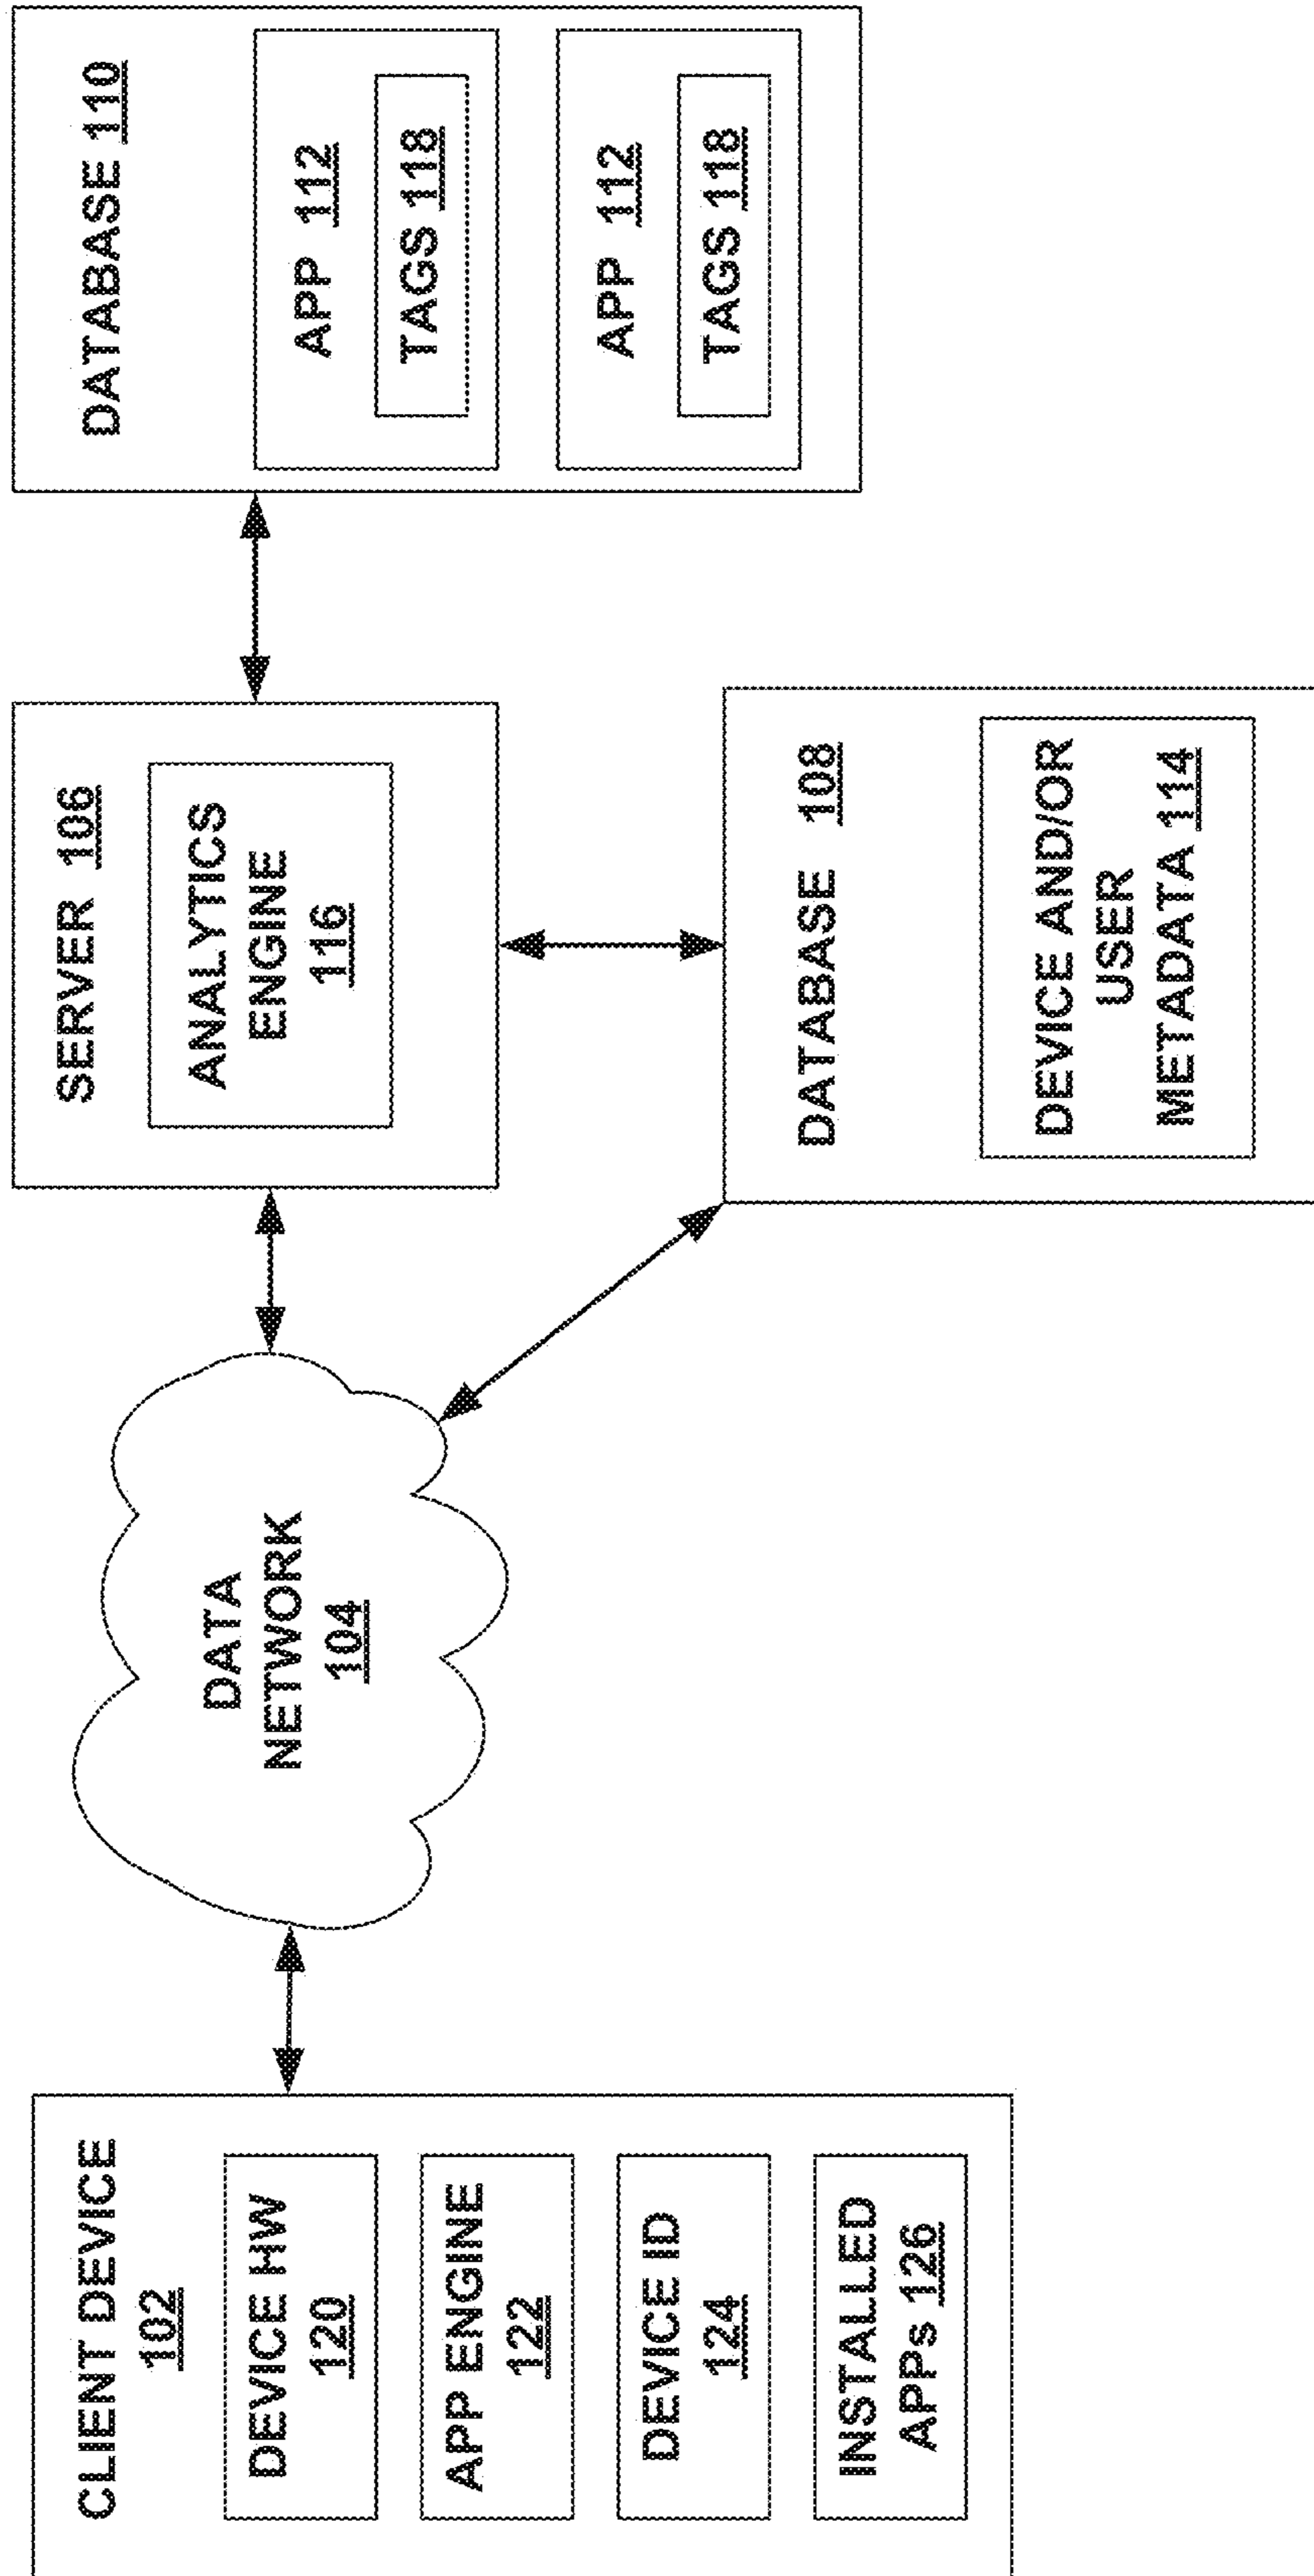 CLIENT DEVICE
102
DEVICE HW
120
APP ENGINE
122
DEVICE ID
124
INSTALLED
APPs 126
DATA
NETWORK
104
SERVER 106
ANALYTICS
ENGINE
116
DATABASE 108
DEVICE AND/OR
USER
METADATA 114
DATABASE 110
APP 112
TAGS 118
APP 112
TAGS 118